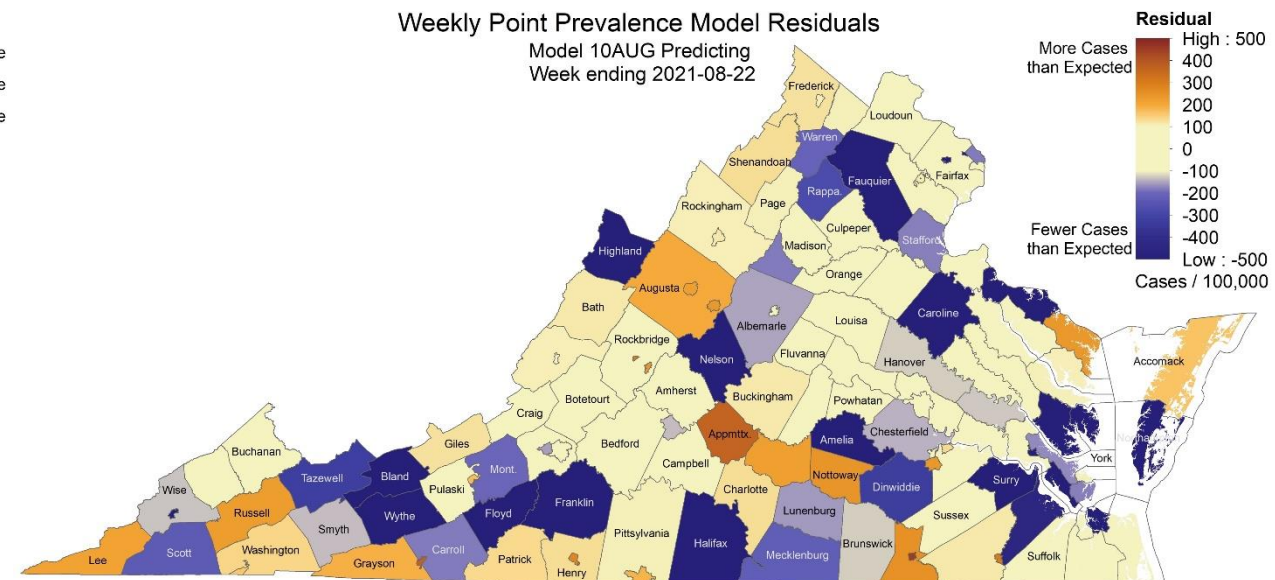 Weekly Point Prevalence Model Residuals
Model 10AUG Predicting
Week ending 2021-08-22
e
e
e
Residual
More Cases
than Expected
High : 500
400
300
200
100
0
-100
-200
-300
-400
Low : -500
Fewer Cases
than Expected
Cases / 100,000
Frederick
Loudoun
Warren
Shenandoah
Fauquier
Fairfax
Rappa.
Page
Rockingham
Culpeper
Stafford
Madison
Highland
Orange
Augusta
Bath
Caroline
Albemarle
Louisa
Rockbridge
Nelson
Fluvanna
Hanover
Accomack
Amherst
Buckingham
Botetourt
Powhatan
Craig
Appmttx.
Amelia
Chesterfield
Giles
Bedford
Buchanan
Campbell
York
Mont.
Bland
Tazewell
Nottoway
Pulaski
Dinwiddie
Surry
Wise
Charlotte
Franklin
Floyd
Wythe
Russell
Lunenburg
Sussex
Smyth
Pittsylvania
Halifax
Brunswick
Washington
Carroll
Scott
Mecklenburg
Suffolk
Lee
Grayson
Patrick
Henry